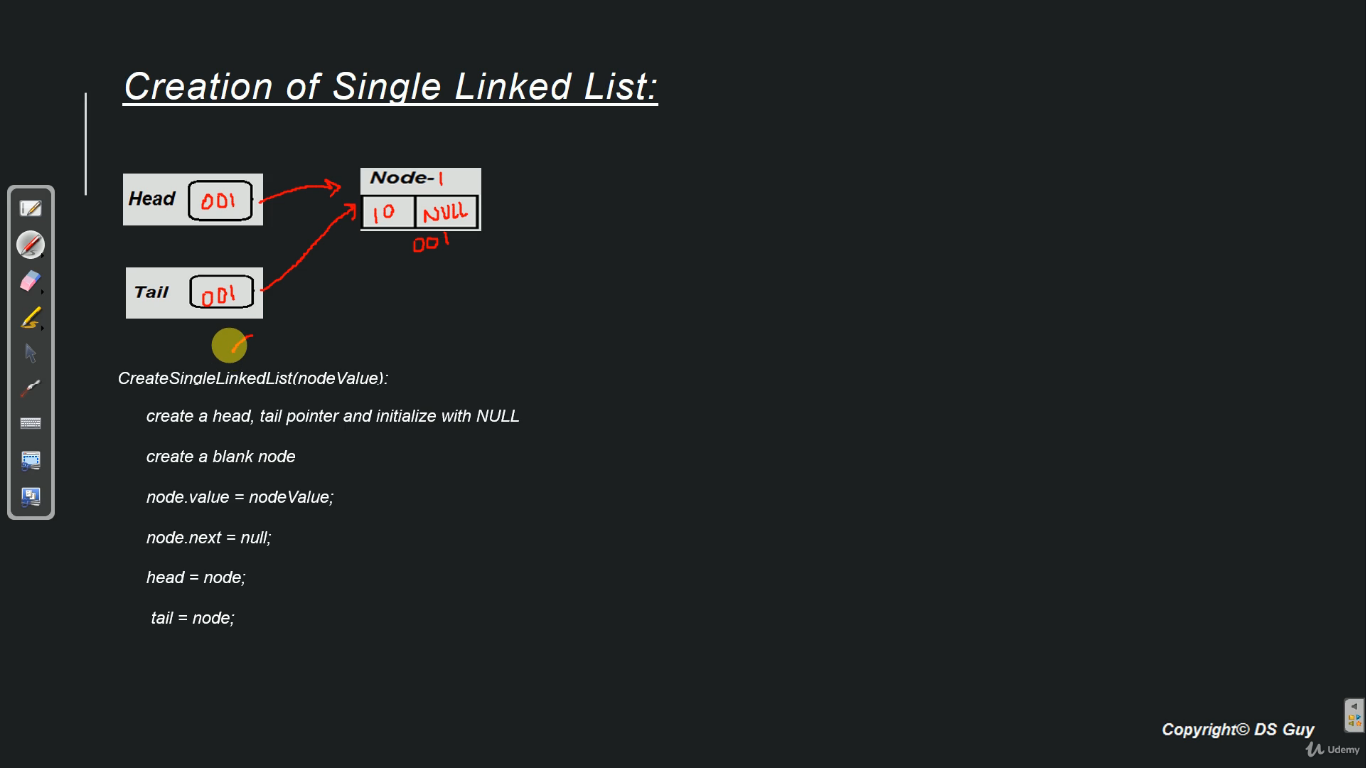 Creation of Single Linked List:
Head 001
Node-1
10 NULL
001
Tail 001
CreateSingleLinkedList(nodeValue):
create a head, tail pointer and initialize with NULL
create a blank node
node.value = nodeValue;
node.next = null;
head = node;
tail = node;
Copyright© DS Guy
Udemy